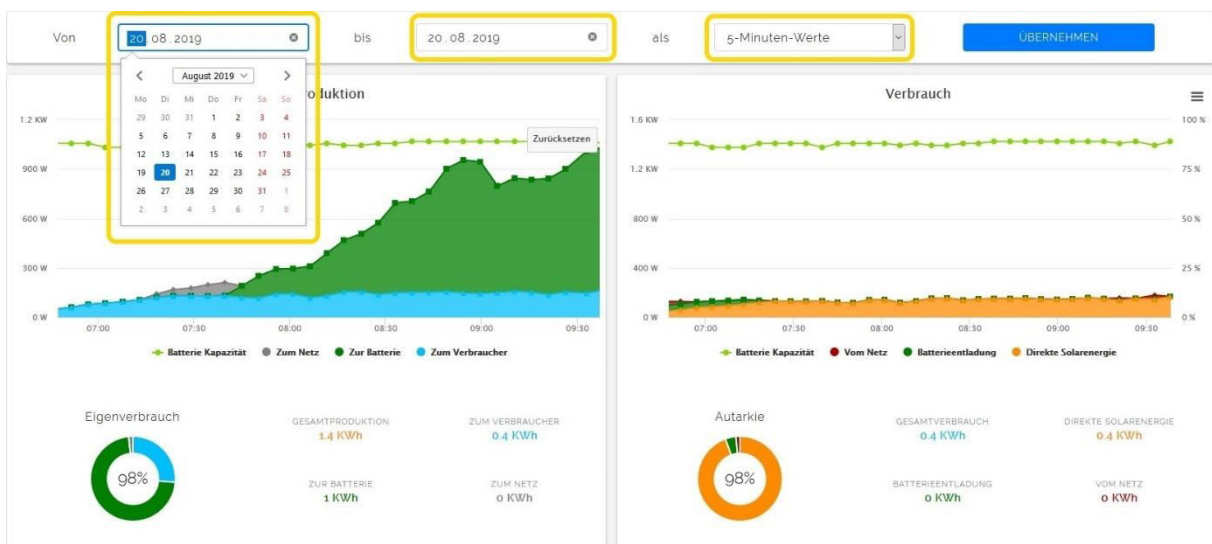 Von 20.08.2019 bis 20.08.2019 als 5-Minuten-Werte ÜBERNEHMEN
August 2019
Mo Di Mi Do Fr Sa So
29 30 31 1 2 3 4
5 6 7 8 9 10 11
12 13 14 15 16 17 18
19 20 21 22 23 24 25
26 27 28 29 30 31 1
2 3 4 5 6 7 8
oduktion
Zurücksetzen
1.2 KW
900 W
600 W
300 W
0 W
07:00 07:30 08:00 08:30 09:00 09:30
Batterie Kapazität Zum Netz Zur Batterie Zum Verbraucher
Verbrauch
1.6 KW 100 %
1.2 KW 75 %
800 W 50 %
400 W 25 %
0 W 0 %
07:00 07:30 08:00 08:30 09:00 09:30
Batterie Kapazität Vom Netz Batterieentladung Direkte Solarenergie
Eigenverbrauch
98%
GESAMTPRODUKTION ZUM VERBRAUCHER
1.4 KWh 0.4 KWh
ZUR BATTERIE ZUM NETZ
1 KWh 0 KWh
Autarkie
98%
GESAMTVERBRAUCH DIREKTE SOLARENERGIE
0.4 KWh 0.4 KWh
BATTERIEENTLADUNG VOM NETZ
0 KWh 0 KWh